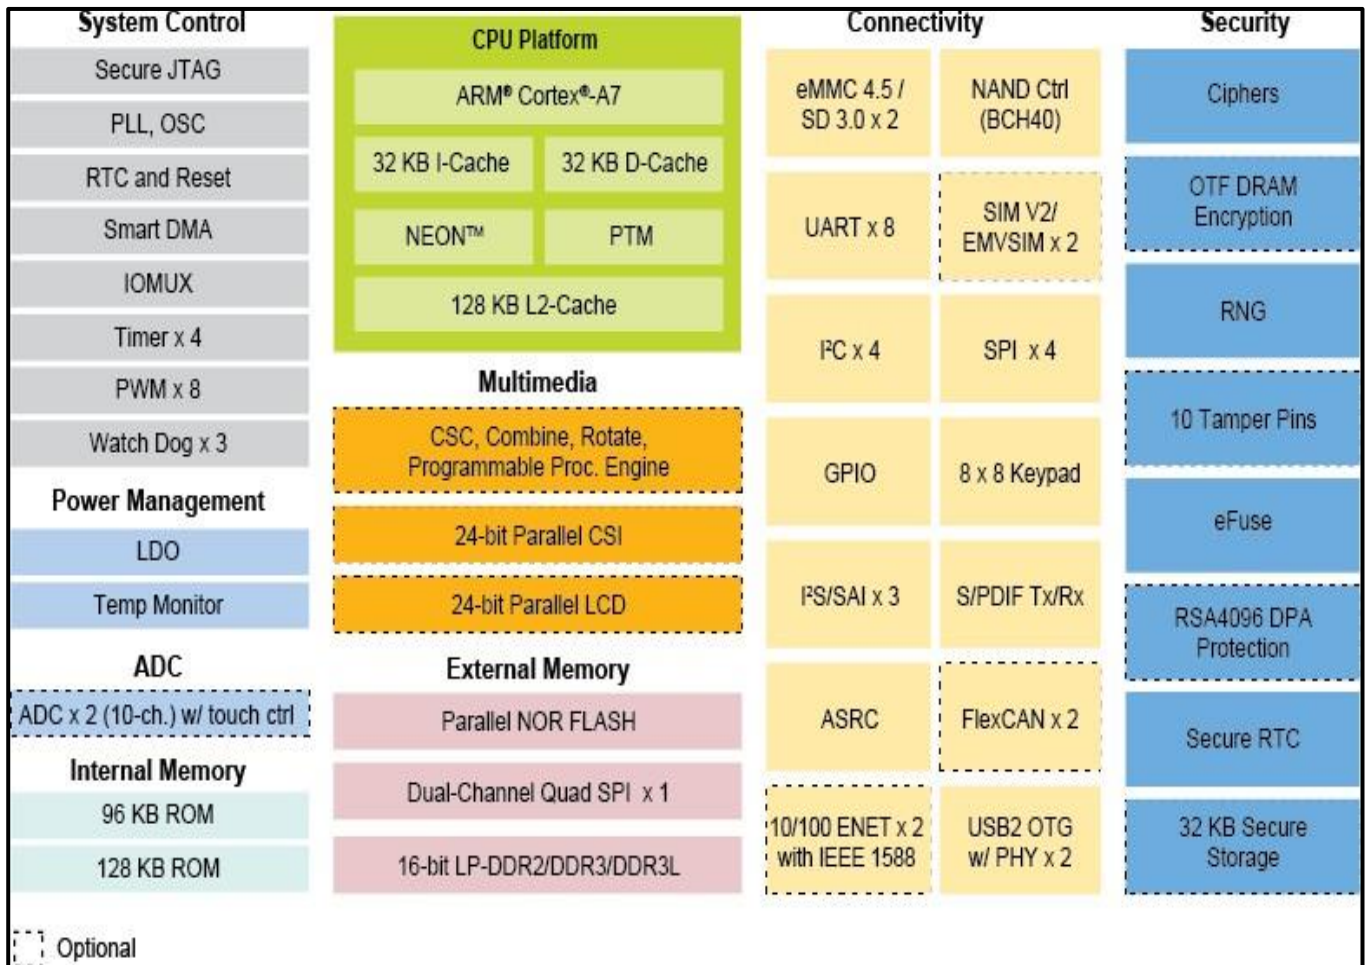 System Control
Secure JTAG
PLL, OSC
RTC and Reset
Smart DMA
IOMUX
Timer x 4
PWM x 8
Watch Dog x 3
Power Management
LDO
Temp Monitor
ADC
ADC x 2 (10-ch.) w/ touch ctrl
Internal Memory
96 KB ROM
128 KB ROM
CPU Platform
ARM® Cortex®-A7
32 KB I-Cache
32 KB D-Cache
NEON™
PTM
128 KB L2-Cache
Multimedia
CSC, Combine, Rotate,
Programmable Proc. Engine
24-bit Parallel CSI
24-bit Parallel LCD
External Memory
Parallel NOR FLASH
Dual-Channel Quad SPI x 1
16-bit LP-DDR2/DDR3/DDR3L
Connectivity
eMMC 4.5 /
SD 3.0 x 2
NAND Ctrl
(BCH40)
UART x 8
SIM V2/
EMVSIM x 2
I²C x 4
SPI x 4
GPIO
8 x 8 Keypad
I²S/SAI x 3
S/PDIF Tx/Rx
ASRC
FlexCAN x 2
10/100 ENET x 2
with IEEE 1588
USB2 OTG
w/ PHY x 2
Security
Ciphers
OTF DRAM
Encryption
RNG
10 Tamper Pins
eFuse
RSA4096 DPA
Protection
Secure RTC
32 KB Secure
Storage
Optional